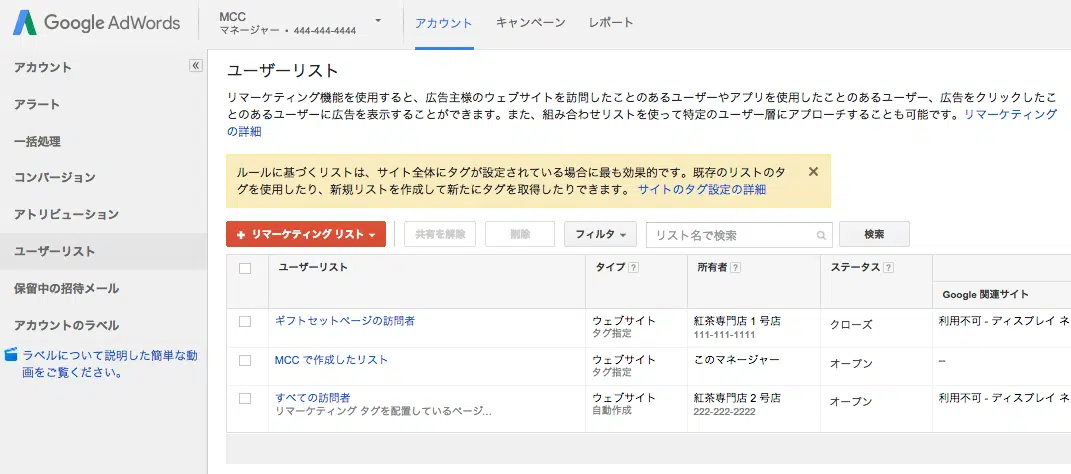 Google AdWords
MCC
マネージャー • 444-444-4444
アカウント
キャンペーン
レポート
アカウント
«
アラート
一括処理
コンバージョン
アトリビューション
ユーザーリスト
保留中の招待メール
アカウントのラベル
ラベルについて説明した簡単な動
画をご覧ください。
ユーザーリスト
リマーケティング機能を使用すると、広告主様のウェブサイトを訪問したことのあるユーザーやアプリを使用したことのあるユーザー、広告をクリックしたこ
とのあるユーザーに広告を表示することができます。また、組み合わせリストを使って特定のユーザー層にアプローチすることも可能です。リマーケティング
の詳細
ルールに基づくリストは、サイト全体にタグが設定されている場合に最も効果的です。既存のリストのタ
グを使用したり、新規リストを作成して新たにタグを取得したりできます。 サイトのタグ設定の詳細
+ リマーケティング リスト
共有を解除
削除
フィルタ
リスト名で検索
検索
ユーザーリスト
タイプ ?
所有者 ?
ステータス ?
Google 関連サイト
ギフトセットページの訪問者
ウェブサイト
タグ指定
紅茶専門店 1 号店
111-111-1111
クローズ
利用不可 - ディスプレイ ネ
MCC で作成したリスト
ウェブサイト
タグ指定
このマネージャー
オープン
--
すべての訪問者
リマーケティング タグを配置しているページ...
ウェブサイト
自動作成
紅茶専門店 2 号店
222-222-2222
オープン
利用不可 - ディスプレイ ネ